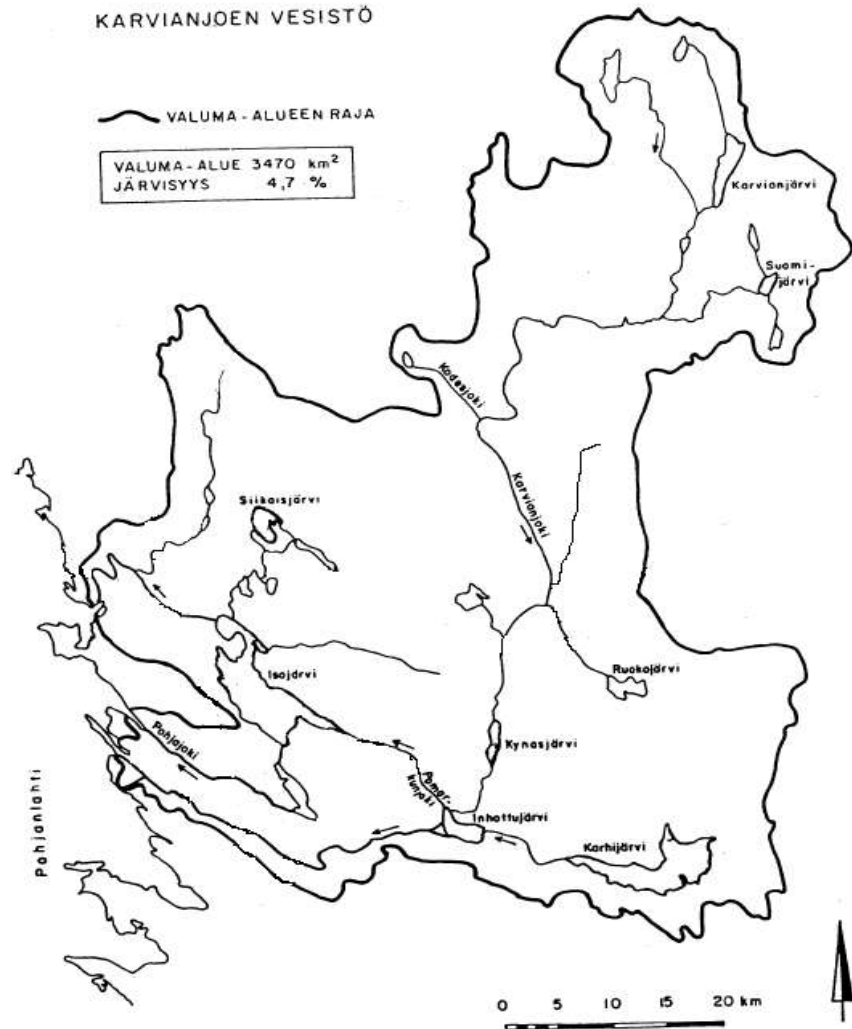 KARVIANJOEN VESISTÖ
VALUMA-ALUEEN RAJA
VALUMA-ALUE 3470 km²
JÄRVISYYS 4,7 %
Karvianjärvi
Suomi-
järvi
Kodesjoki
Karvianjoki
Siikaisjärvi
Ruokojärvi
Isojärvi
Pohjajoki
Kynäsjärvi
Pomar-
kunjoki
Inhottujärvi
Karhijärvi
Pohjanlahti
0 5 10 15 20 km